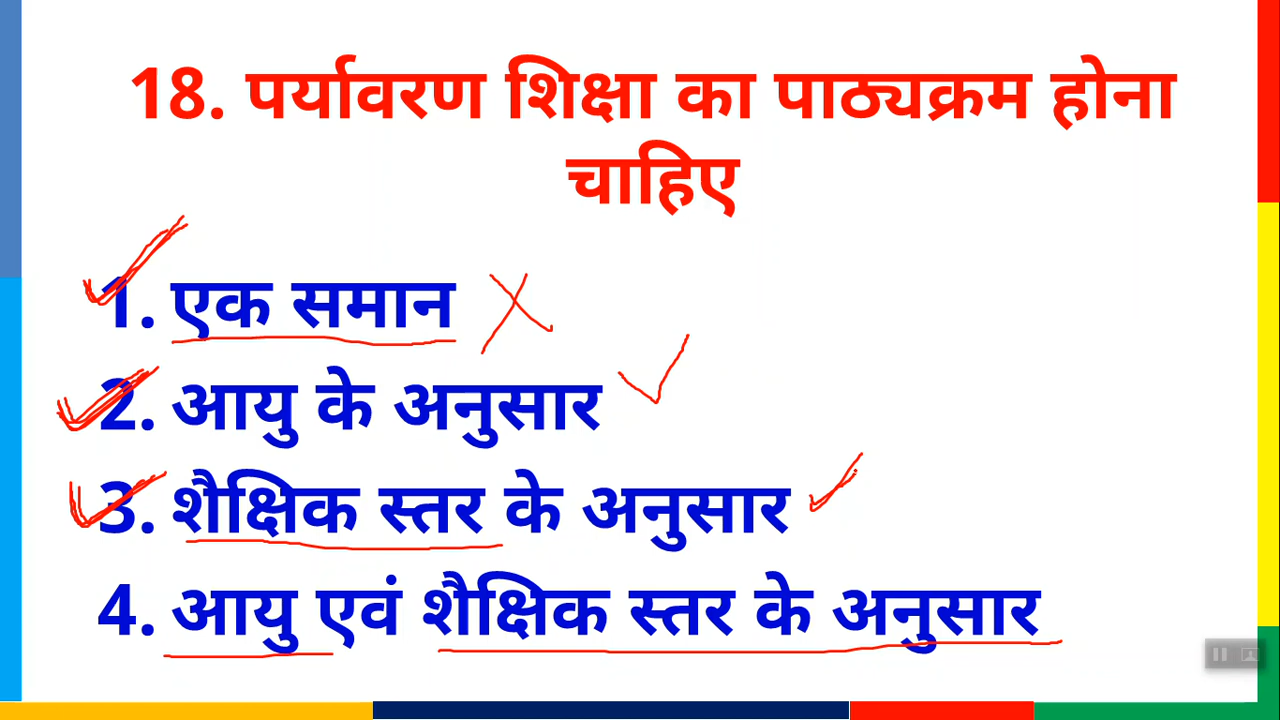 18. पर्यावरण शिक्षा का पाठ्यक्रम होना
चाहिए
1. एक समान
2. आयु के अनुसार
3. शैक्षिक स्तर के अनुसार
4. आयु एवं शैक्षिक स्तर के अनुसार